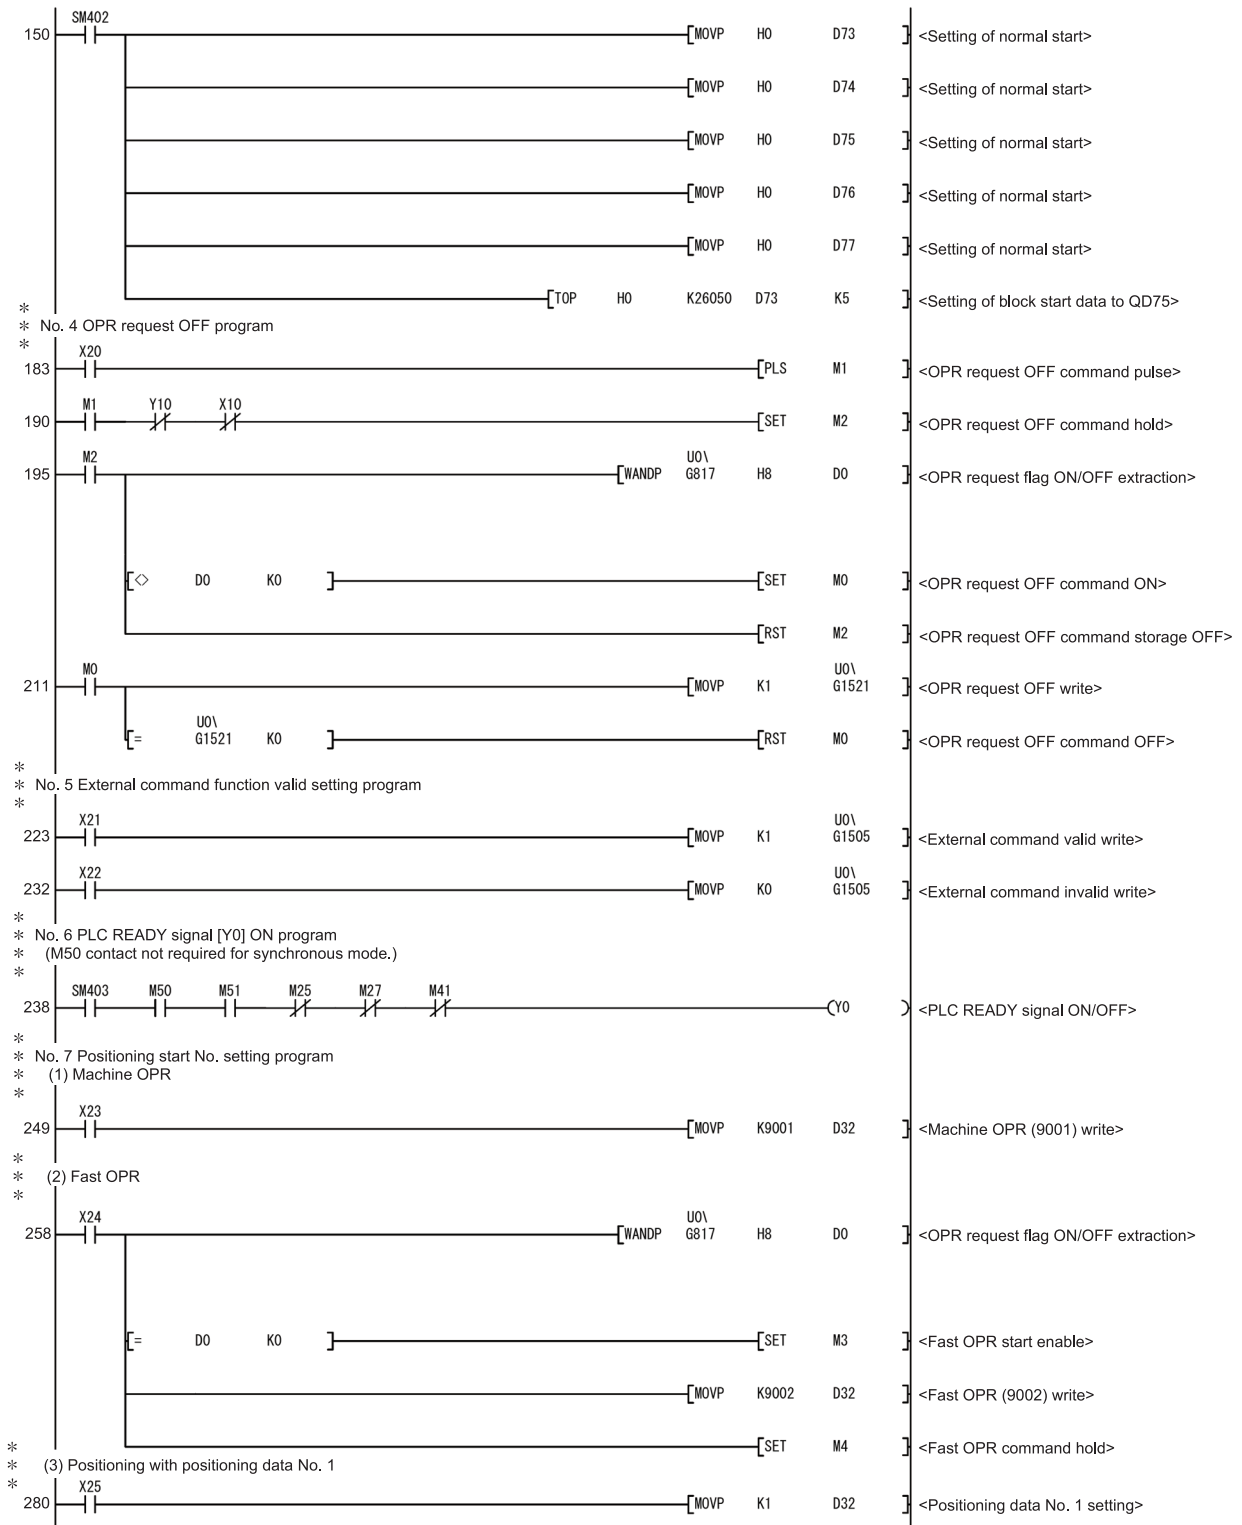 SM402
150 MOVP H0 D73 <Setting of normal start>
MOVP H0 D74 <Setting of normal start>
MOVP H0 D75 <Setting of normal start>
MOVP H0 D76 <Setting of normal start>
MOVP H0 D77 <Setting of normal start>
TOP H0 K26050 D73 K5 <Setting of block start data to QD75>
*
* No. 4 OPR request OFF program
*
X20
183 PLS M1 <OPR request OFF command pulse>
M1 Y10 X10
190 SET M2 <OPR request OFF command hold>
M2 U0\
195 WANDP G817 H8 D0 <OPR request flag ON/OFF extraction>
<> D0 K0 SET M0 <OPR request OFF command ON>
RST M2 <OPR request OFF command storage OFF>
M0 U0\
211 MOVP K1 G1521 <OPR request OFF write>
U0\
= G1521 K0 RST M0 <OPR request OFF command OFF>
*
* No. 5 External command function valid setting program
*
X21 U0\
223 MOVP K1 G1505 <External command valid write>
X22 U0\
232 MOVP K0 G1505 <External command invalid write>
*
* No. 6 PLC READY signal [Y0] ON program
* (M50 contact not required for synchronous mode.)
*
SM403 M50 M51 M25 M27 M41
238 Y0 <PLC READY signal ON/OFF>
*
* No. 7 Positioning start No. setting program
* (1) Machine OPR
*
X23
249 MOVP K9001 D32 <Machine OPR (9001) write>
*
* (2) Fast OPR
*
X24 U0\
258 WANDP G817 H8 D0 <OPR request flag ON/OFF extraction>
= D0 K0 SET M3 <Fast OPR start enable>
MOVP K9002 D32 <Fast OPR (9002) write>
SET M4 <Fast OPR command hold>
*
* (3) Positioning with positioning data No. 1
*
X25
280 MOVP K1 D32 <Positioning data No. 1 setting>